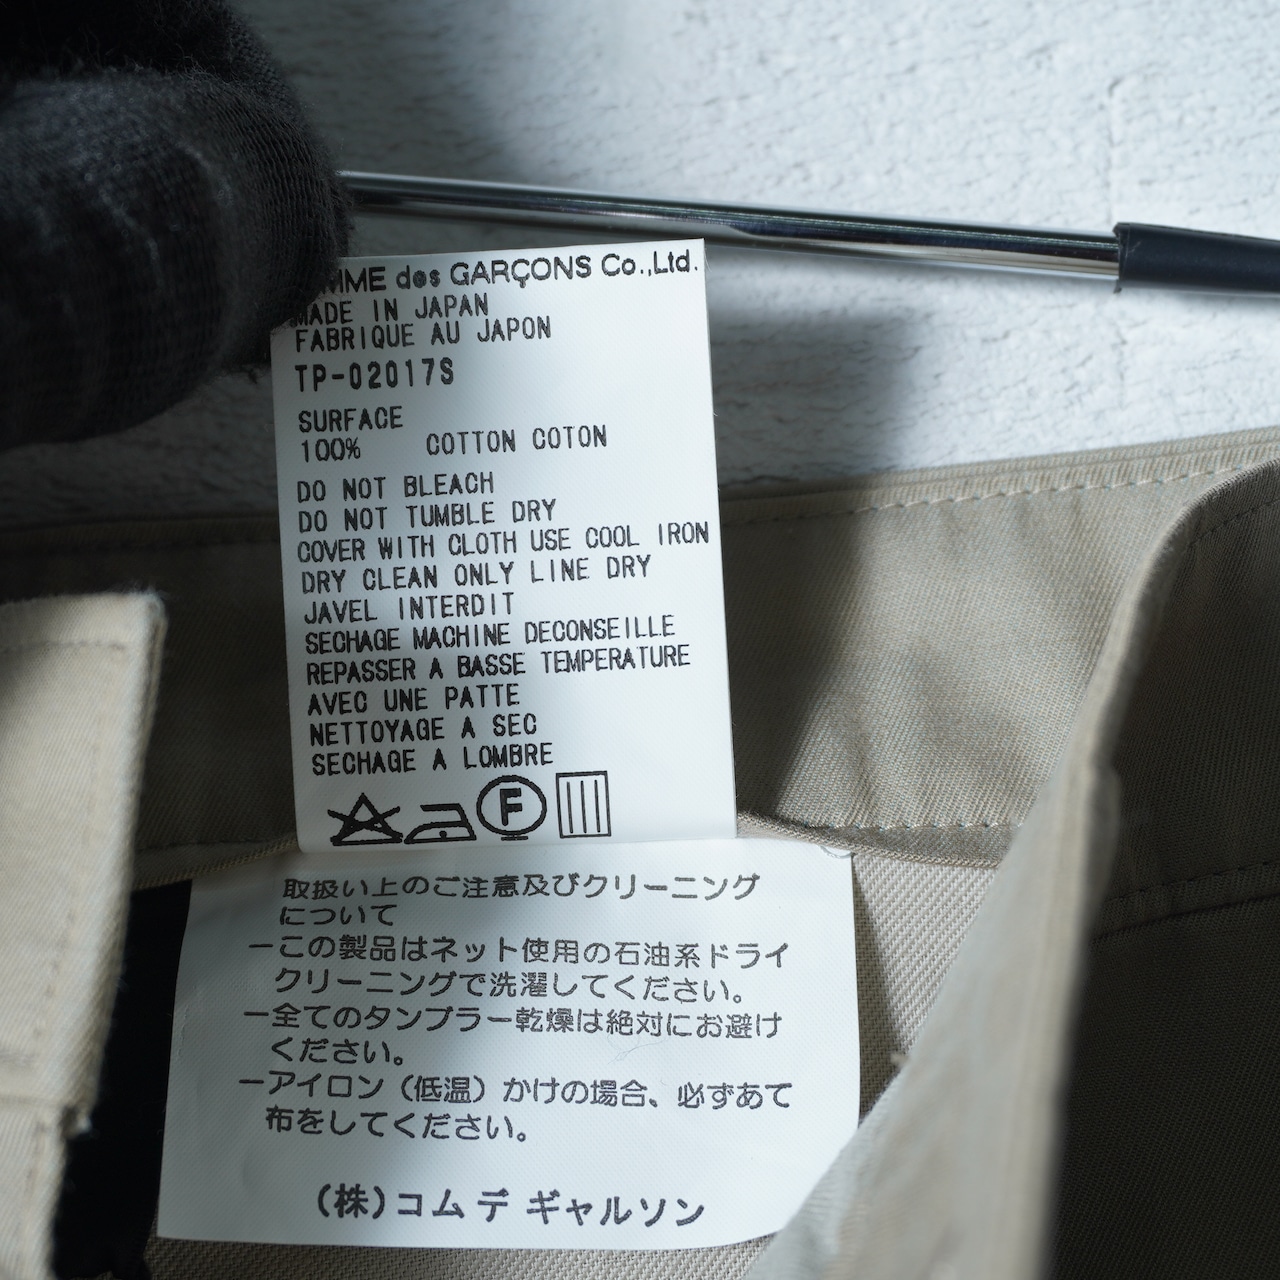 MME des GARÇONS Co.,Ltd.
MADE IN JAPAN
FABRIQUE AU JAPON
TP-02017S
SURFACE
100% COTTON COTON
DO NOT BLEACH
DO NOT TUMBLE DRY
COVER WITH CLOTH USE COOL IRON
DRY CLEAN ONLY LINE DRY
JAVEL INTERDIT
SECHAGE MACHINE DECONSEILLE
REPASSER A BASSE TEMPERATURE
AVEC UNE PATTE
NETTOYAGE A SEC
SECHAGE A LOMBRE
F
取扱い上のご注意及びクリーニング
について
ーこの製品はネット使用の石油系ドライ
クリーニングで洗濯してください。
ー全てのタンブラー乾燥は絶対にお避け
ください。
ーアイロン（低温）かけの場合、必ずあて
布をしてください。
(株)コム デ ギャルソン